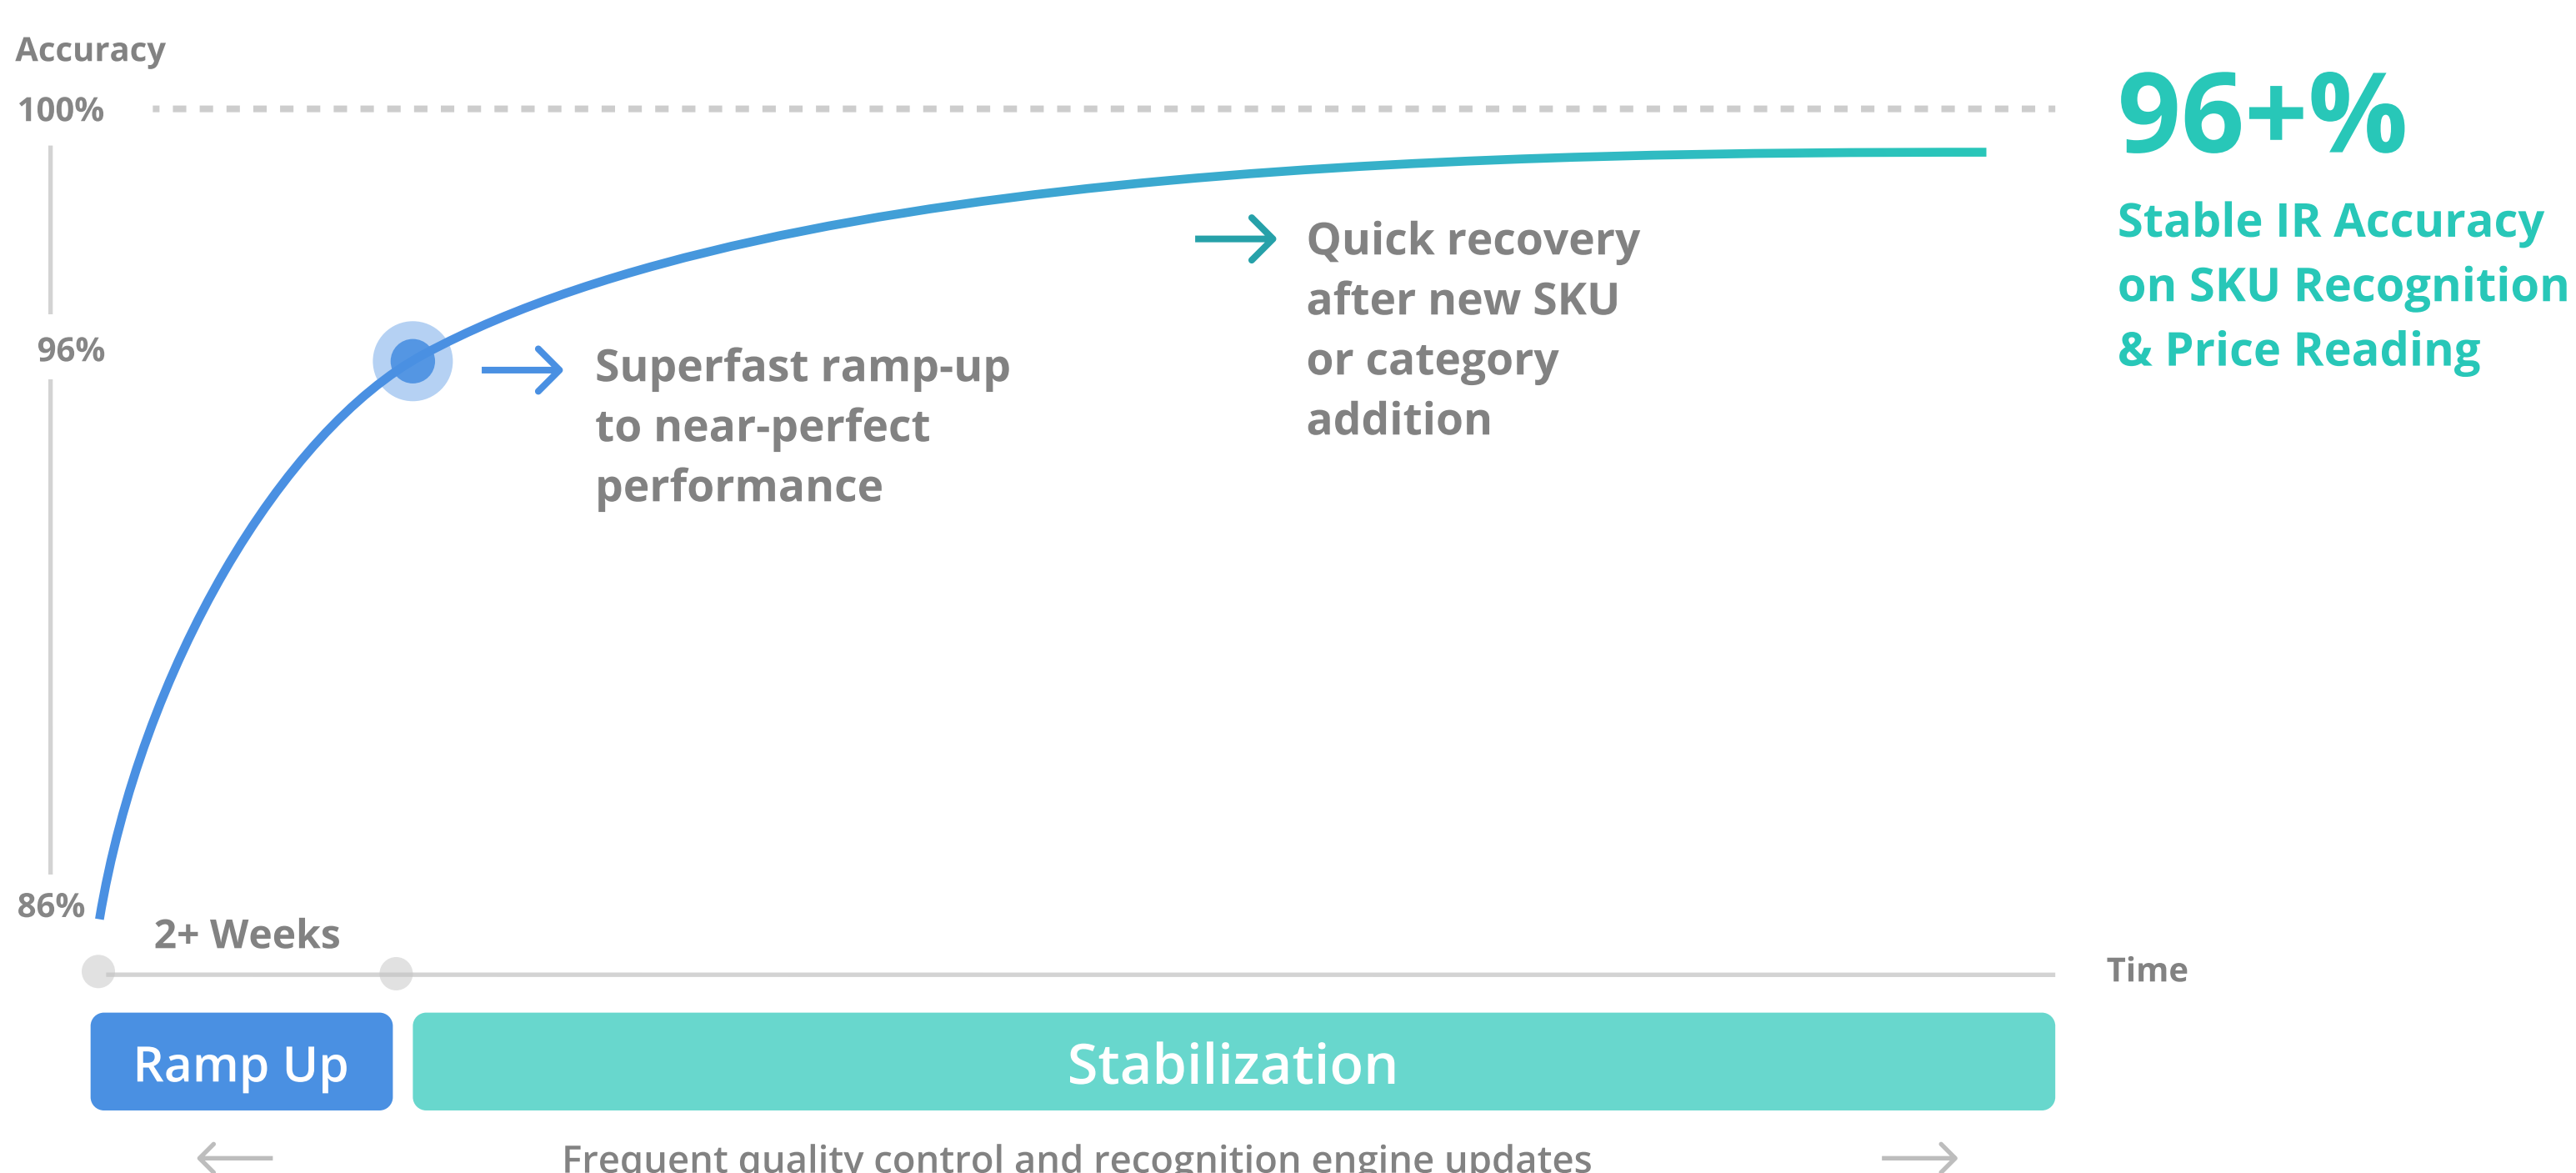 Accuracy
100%
96+%
Stable IR Accuracy
on SKU Recognition
& Price Reading
Quick recovery
after new SKU
or category
addition
96%
Superfast ramp-up
to near-perfect
performance
86%
2+ Weeks
Time
Ramp Up
Stabilization
Frequent quality control and recognition engine updates